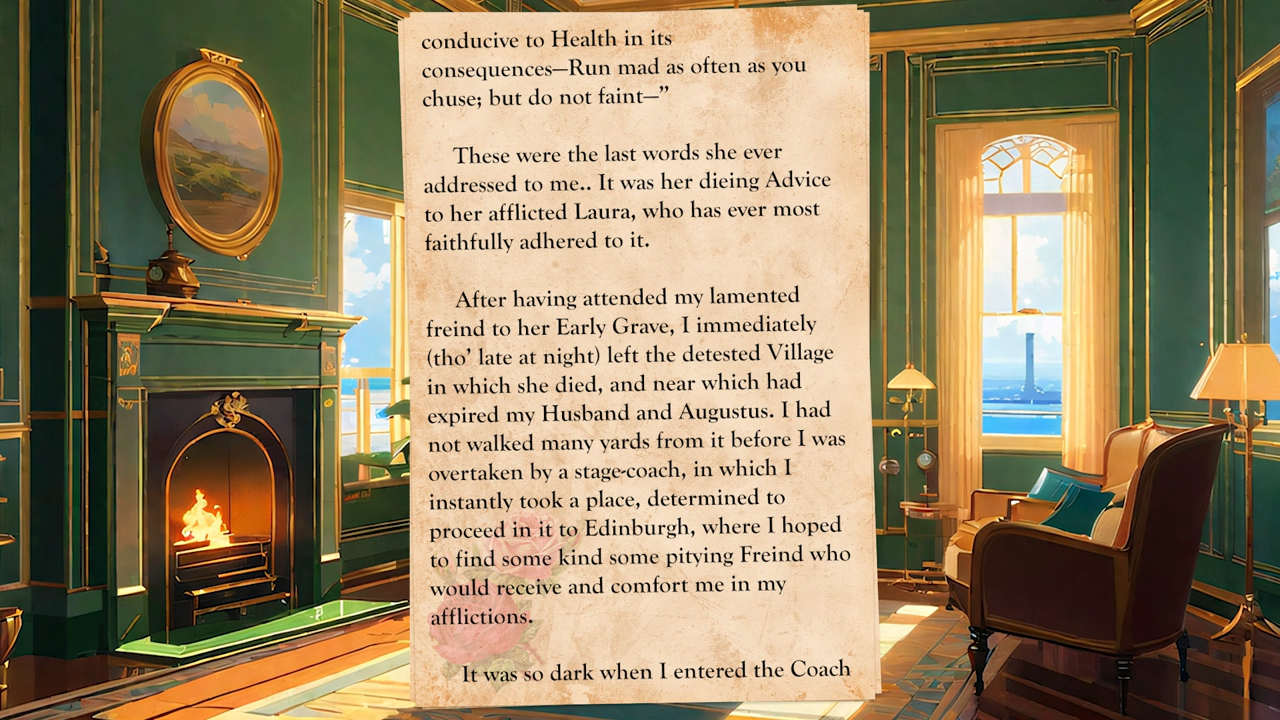 conducive to Health in its
consequences—Run mad as often as you
chuse; but do not faint—”
These were the last words she ever
addressed to me.. It was her dieing Advice
to her afflicted Laura, who has ever most
faithfully adhered to it.
After having attended my lamented
freind to her Early Grave, I immediately
(tho’ late at night) left the detested Village
in which she died, and near which had
expired my Husband and Augustus. I had
not walked many yards from it before I was
overtaken by a stage-coach, in which I
instantly took a place, determined to
proceed in it to Edinburgh, where I hoped
to find some kind some pitying Freind who
would receive and comfort me in my
afflictions.
It was so dark when I entered the Coach